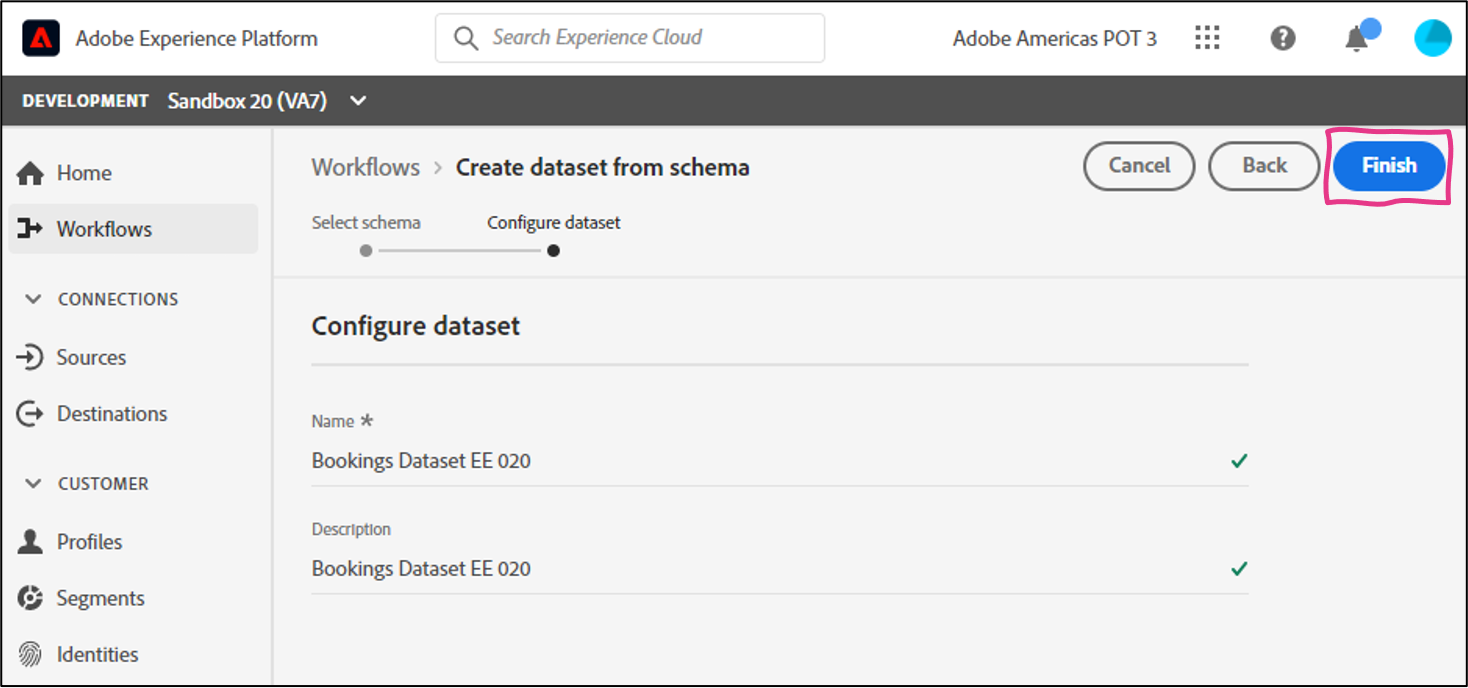 Adobe Experience Platform
Search Experience Cloud
Adobe Americas POT 3
DEVELOPMENT Sandbox 20 (VA7)
Home
Workflows
CONNECTIONS
Sources
Destinations
CUSTOMER
Profiles
Segments
Identities
Workflows > Create dataset from schema
Cancel
Back
Finish
Select schema
Configure dataset
Configure dataset
Name *
Bookings Dataset EE 020
Description
Bookings Dataset EE 020